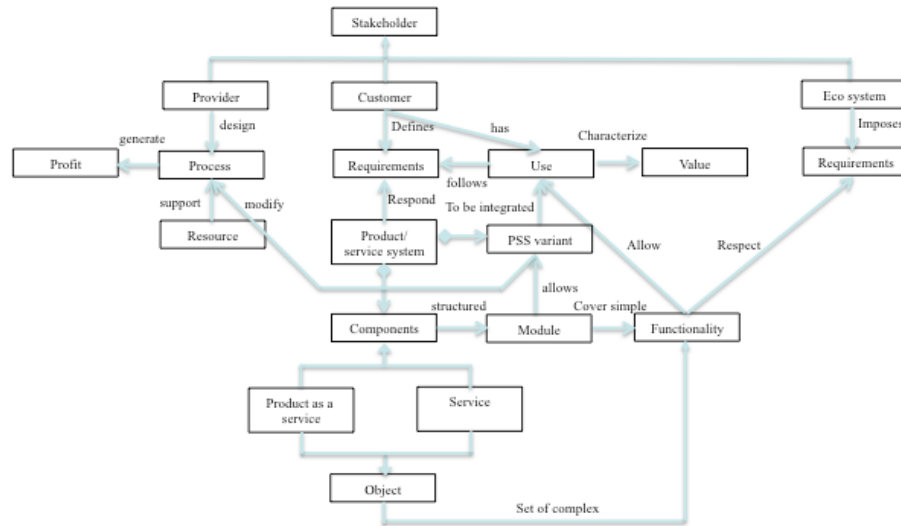 Stakeholder
Provider
Customer
Eco system
design
Defines
has
Imposes
generate
Characterize
Profit
Process
Requirements
Use
Value
Requirements
support
modify
follows
Respond
To be integrated
Resource
Product/
service system
PSS variant
Allow
Respect
structured
allows
Cover simple
Components
Module
Functionality
Product as a
service
Service
Object
Set of complex